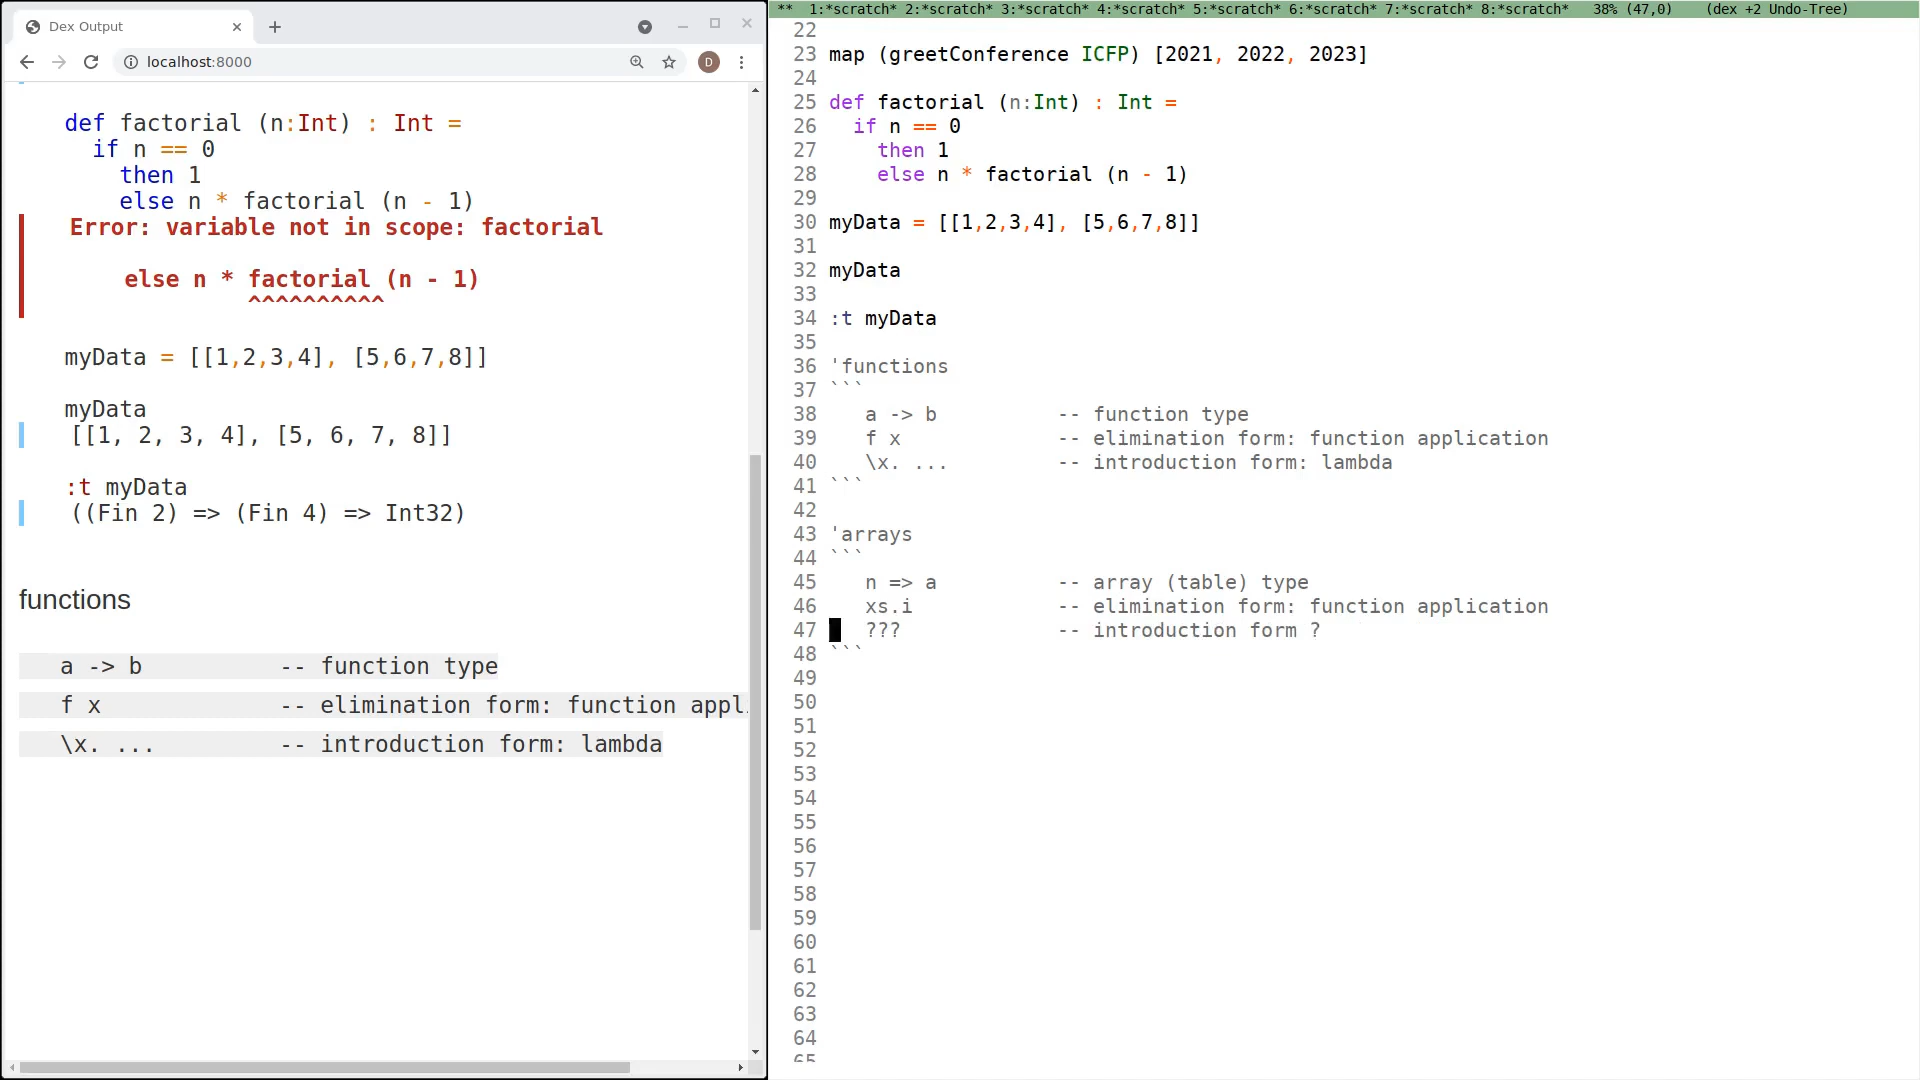 Dex Output
localhost:8000
D
def factorial (n:Int) : Int =
  if n == 0
    then 1
    else n * factorial (n - 1)
Error: variable not in scope: factorial
    else n * factorial (n - 1)
             ^^^^^^^^^^
myData = [[1,2,3,4], [5,6,7,8]]
myData
[[1, 2, 3, 4], [5, 6, 7, 8]]
:t myData
((Fin 2) => (Fin 4) => Int32)
functions
a -> b          -- function type
f x             -- elimination form: function appl
\x. ...         -- introduction form: lambda
**  1:*scratch* 2:*scratch* 3:*scratch* 4:*scratch* 5:*scratch* 6:*scratch* 7:*scratch* 8:*scratch*   38% (47,0)    (dex +2 Undo-Tree)
22
23 map (greetConference ICFP) [2021, 2022, 2023]
24
25 def factorial (n:Int) : Int =
26   if n == 0
27     then 1
28     else n * factorial (n - 1)
29
30 myData = [[1,2,3,4], [5,6,7,8]]
31
32 myData
33
34 :t myData
35
36 'functions
37 ```
38    a -> b          -- function type
39    f x             -- elimination form: function application
40    \x. ...         -- introduction form: lambda
41 ```
42
43 'arrays
44 ```
45    n => a          -- array (table) type
46    xs.i            -- elimination form: function application
47    ???             -- introduction form ?
48 ```
49
50
51
52
53
54
55
56
57
58
59
60
61
62
63
64
65